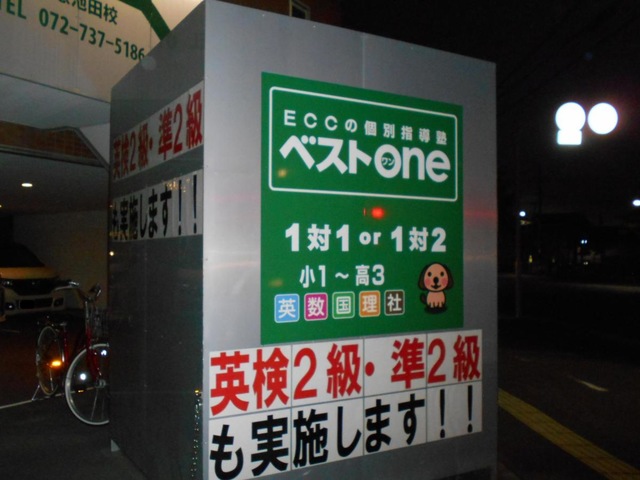 池田校
TEL 072-737-5186
英検2級・準2級
も実施します!!
ECCの個別指導塾
ベストone
ワン
1対1 or 1対2
小1～高3
英数国理社
英検2級・準2級
も実施します!!